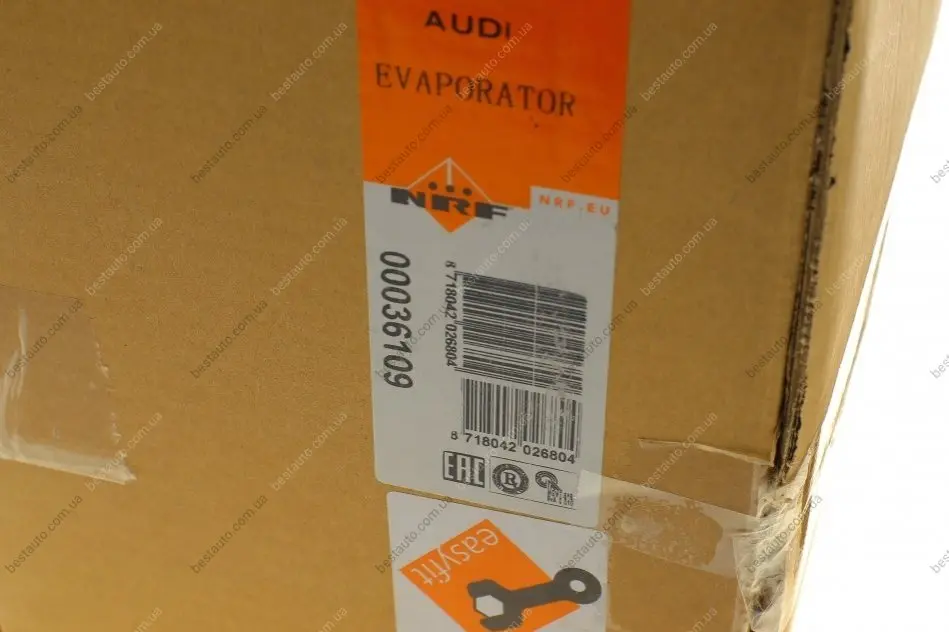 AUDI
EVAPORATOR
NRF
NRF.EU
00036109
8 718042 026804
8 718042 026804
EAC
R
easyfit
bestauto.com.ua